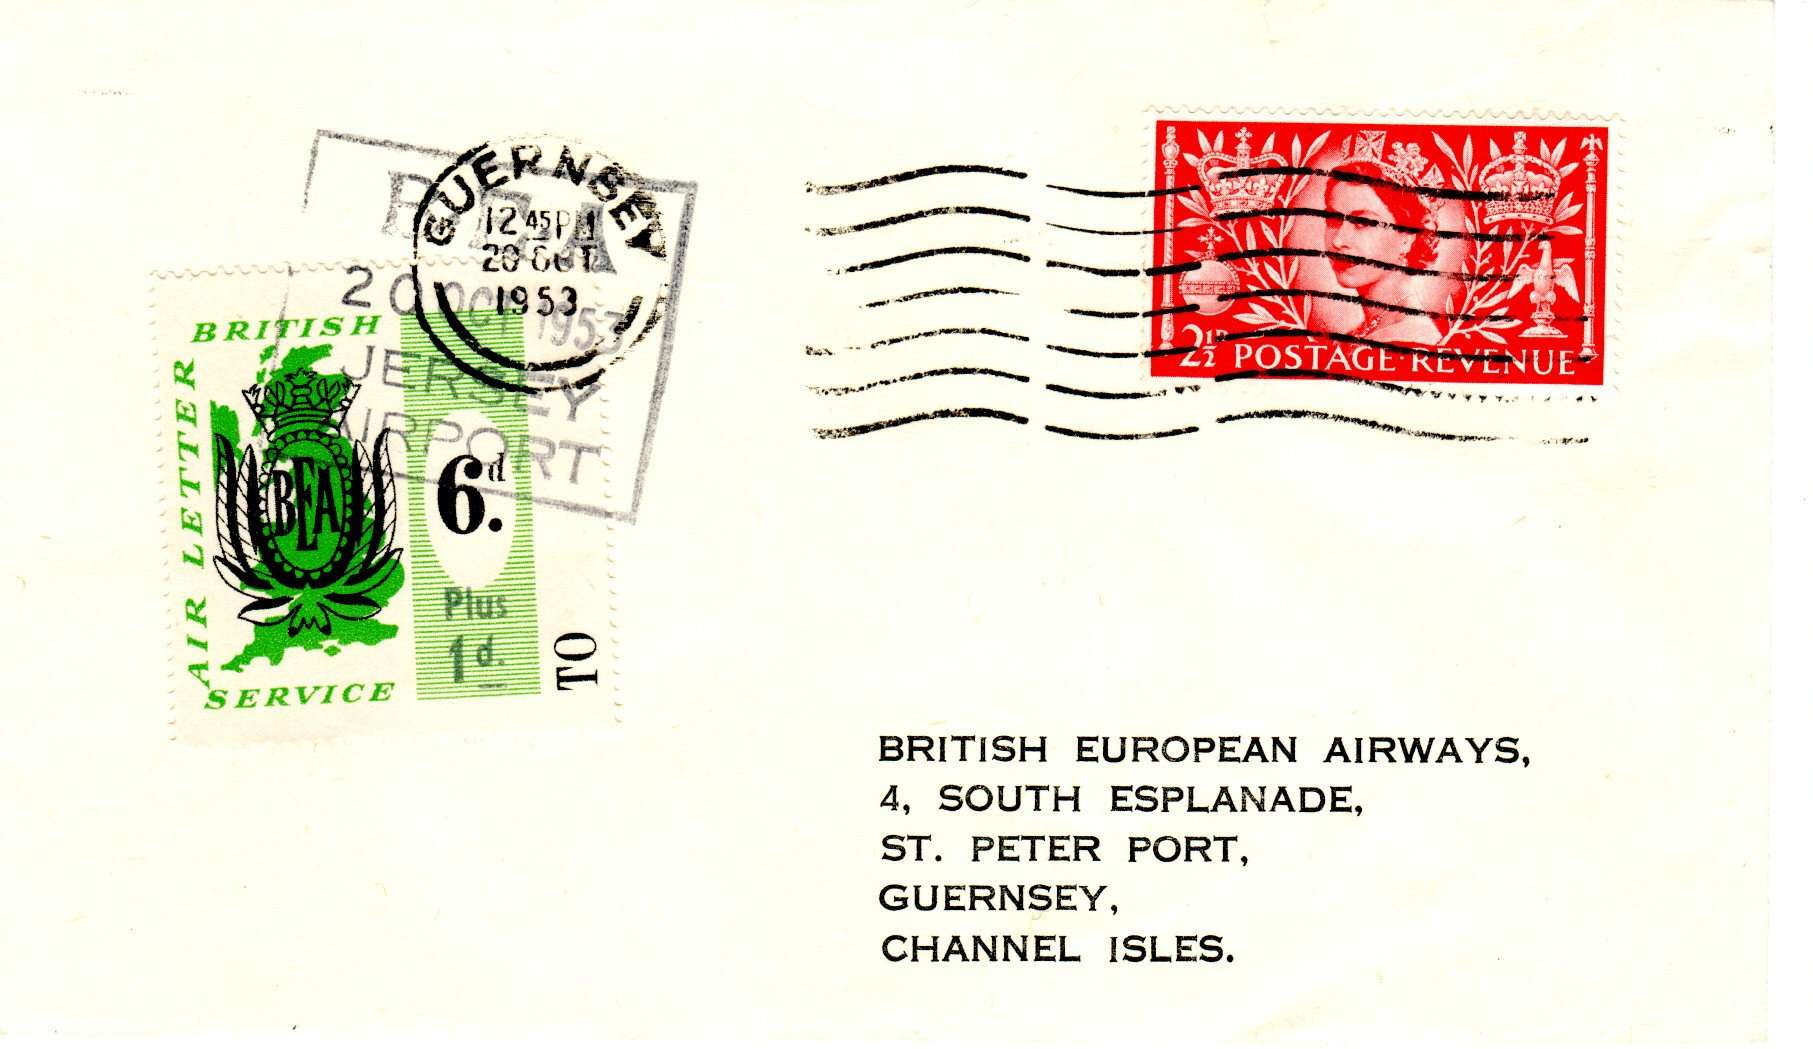 BEA
20 OCT 1953
JERSEY
AIRPORT
GUERNSEY
12 45 PM
20 OCT
1953
BRITISH
AIR LETTER
SERVICE
BEA
6d.
Plus
1d.
TO
2½D POSTAGE·REVENUE
BRITISH EUROPEAN AIRWAYS,
4, SOUTH ESPLANADE,
ST. PETER PORT,
GUERNSEY,
CHANNEL ISLES.